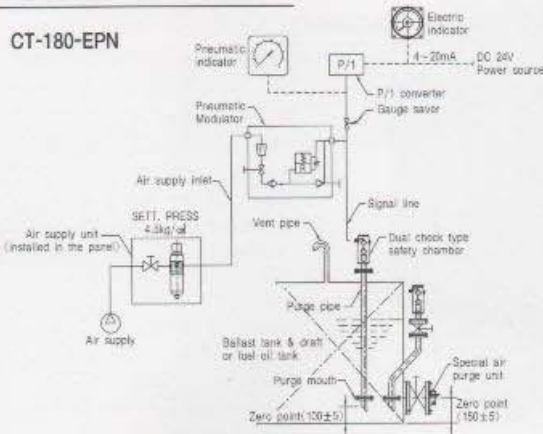 CT-180-EPN
Electric
indicator
Pneumatic
indicator
P/1
4~20mA
DC 24V
Power source
P/1 converter
Gauge saver
Pneumatic
Modulator
Air supply inlet
Signal line
SETT. PRESS
Air supply unit
(installed in the panel)
Vent pipe
Dual check type
safety chamber
Purge pipe
Air supply
Ballast tank & draft
or fuel oil tank
Special air
purge unit
Purge mouth
Zero point(100±5)
Zero point
(150±5)